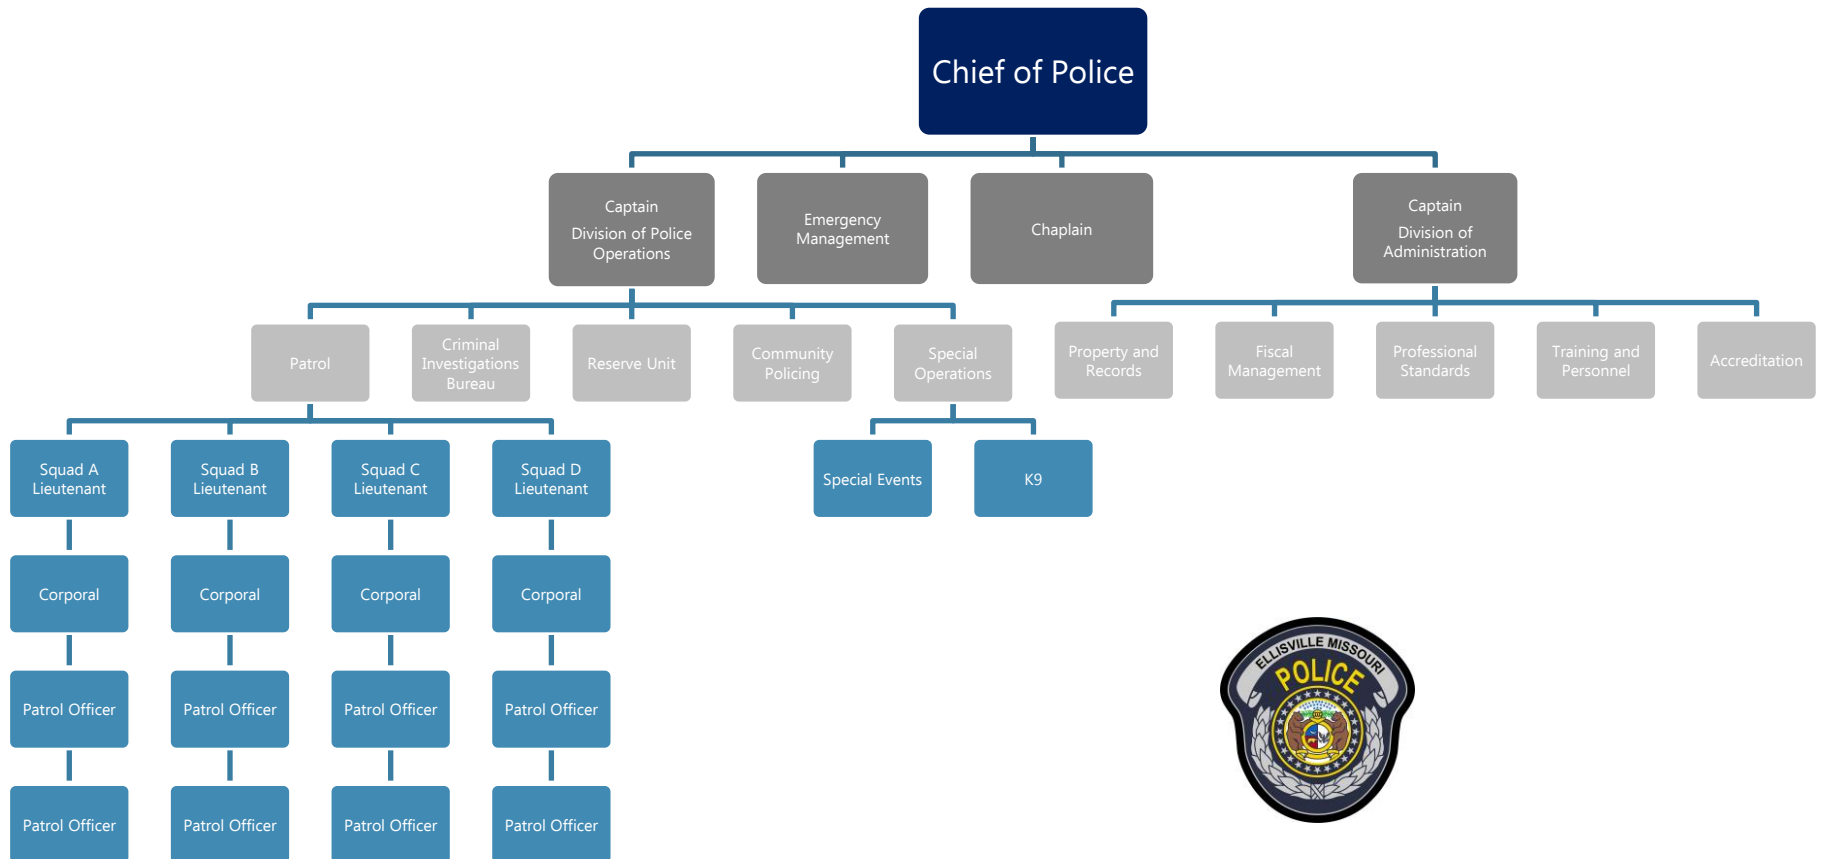 Chief of Police
Captain
Division of Police
Operations
Emergency
Management
Chaplain
Captain
Division of
Administration
Patrol
Criminal
Investigations
Bureau
Reserve Unit
Community
Policing
Special
Operations
Property and
Records
Fiscal
Management
Professional
Standards
Training and
Personnel
Accreditation
Squad A
Lieutenant
Squad B
Lieutenant
Squad C
Lieutenant
Squad D
Lieutenant
Special Events
K9
Corporal
Corporal
Corporal
Corporal
Patrol Officer
Patrol Officer
Patrol Officer
Patrol Officer
Patrol Officer
Patrol Officer
Patrol Officer
Patrol Officer
ELLISVILLE MISSOURI
POLICE